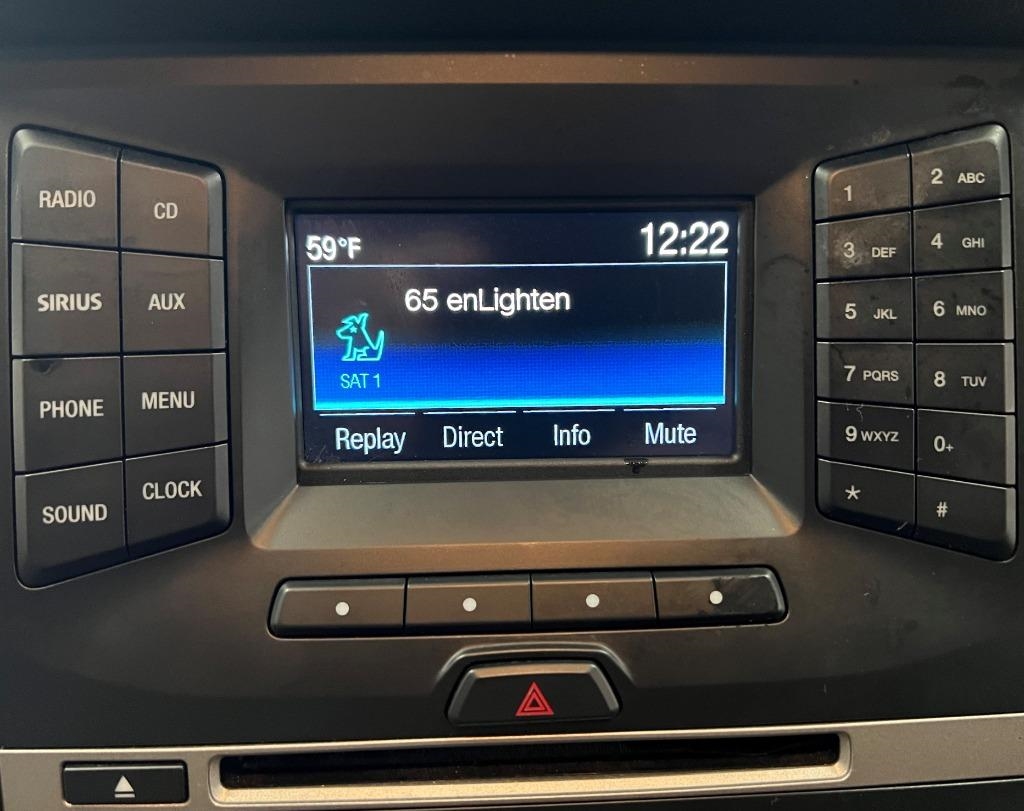 RADIO
CD
SIRIUS
AUX
PHONE
MENU
SOUND
CLOCK
59°F
12:22
65 enLighten
SAT 1
Replay Direct Info Mute
1
2 ABC
3 DEF
4 GHI
5 JKL
6 MNO
7 PQRS
8 TUV
9 WXYZ
0+
*
#